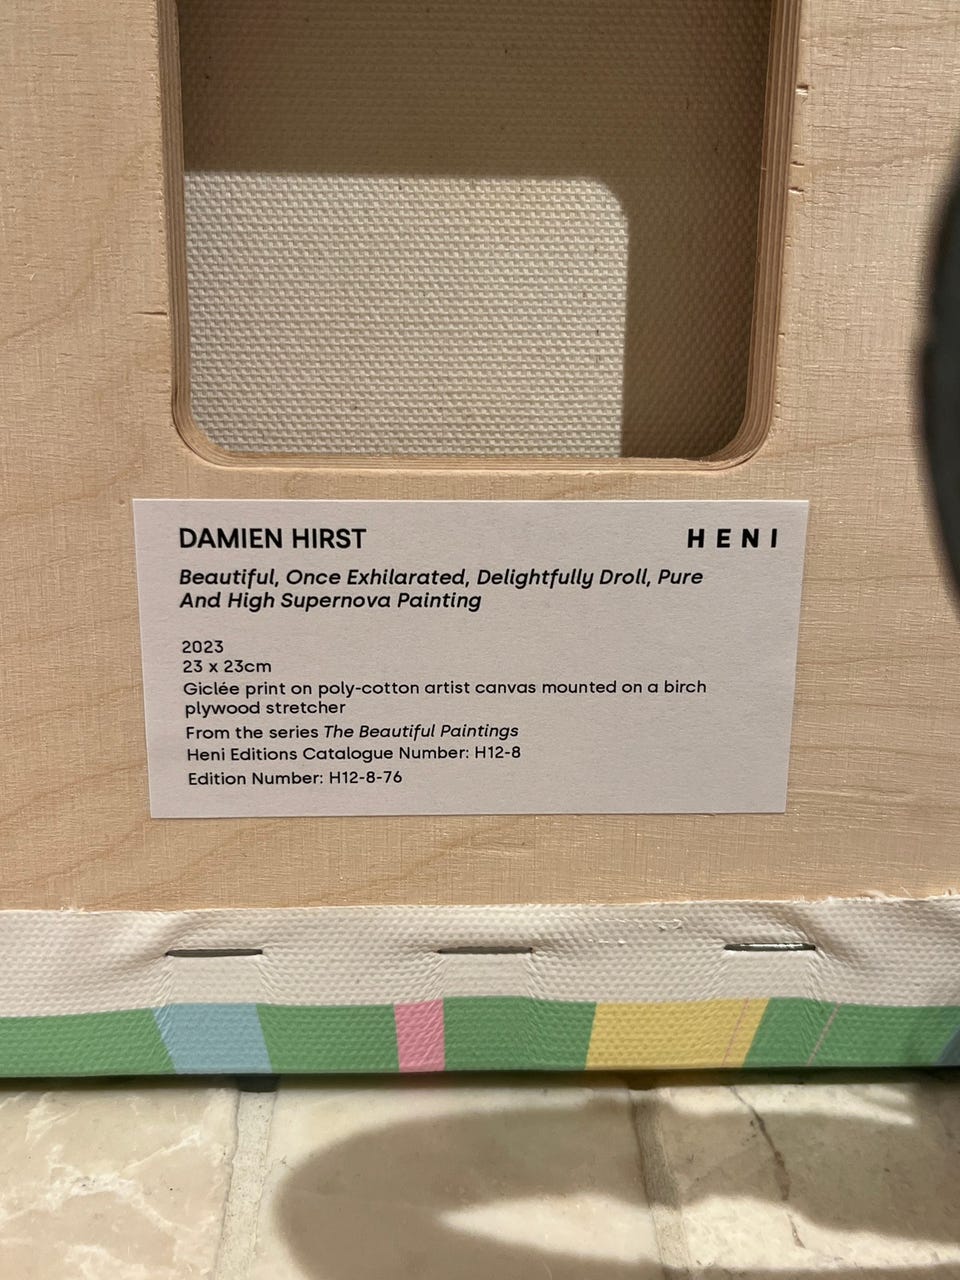 DAMIEN HIRST HENI
Beautiful, Once Exhilarated, Delightfully Droll, Pure
And High Supernova Painting
2023
23 x 23cm
Giclée print on poly-cotton artist canvas mounted on a birch
plywood stretcher
From the series The Beautiful Paintings
Heni Editions Catalogue Number: H12-8
Edition Number: H12-8-76